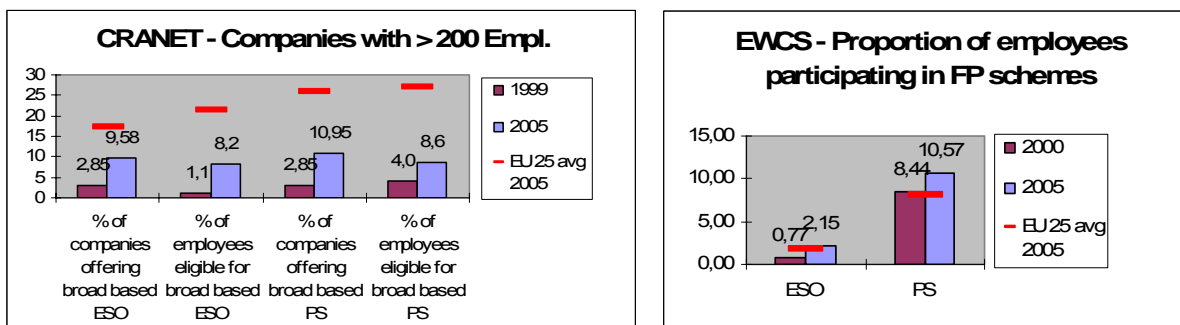 CRANET - Companies with > 200 Empl.
30
25
20
15
10
5
0
2,85
9,58
1,1
8,2
2,85
10,95
4,0
8,6
% of
companies
offering
broad based
ESO
% of
employees
eligible for
broad based
ESO
% of
companies
offering
broad based
PS
% of
employees
eligible for
broad based
PS
1999
2005
EU25 avg
2005
EWCS - Proportion of employees
participating in FP schemes
15,00
10,00
5,00
0,00
0,77
2,15
8,44
10,57
ESO
PS
2000
2005
EU25 avg
2005